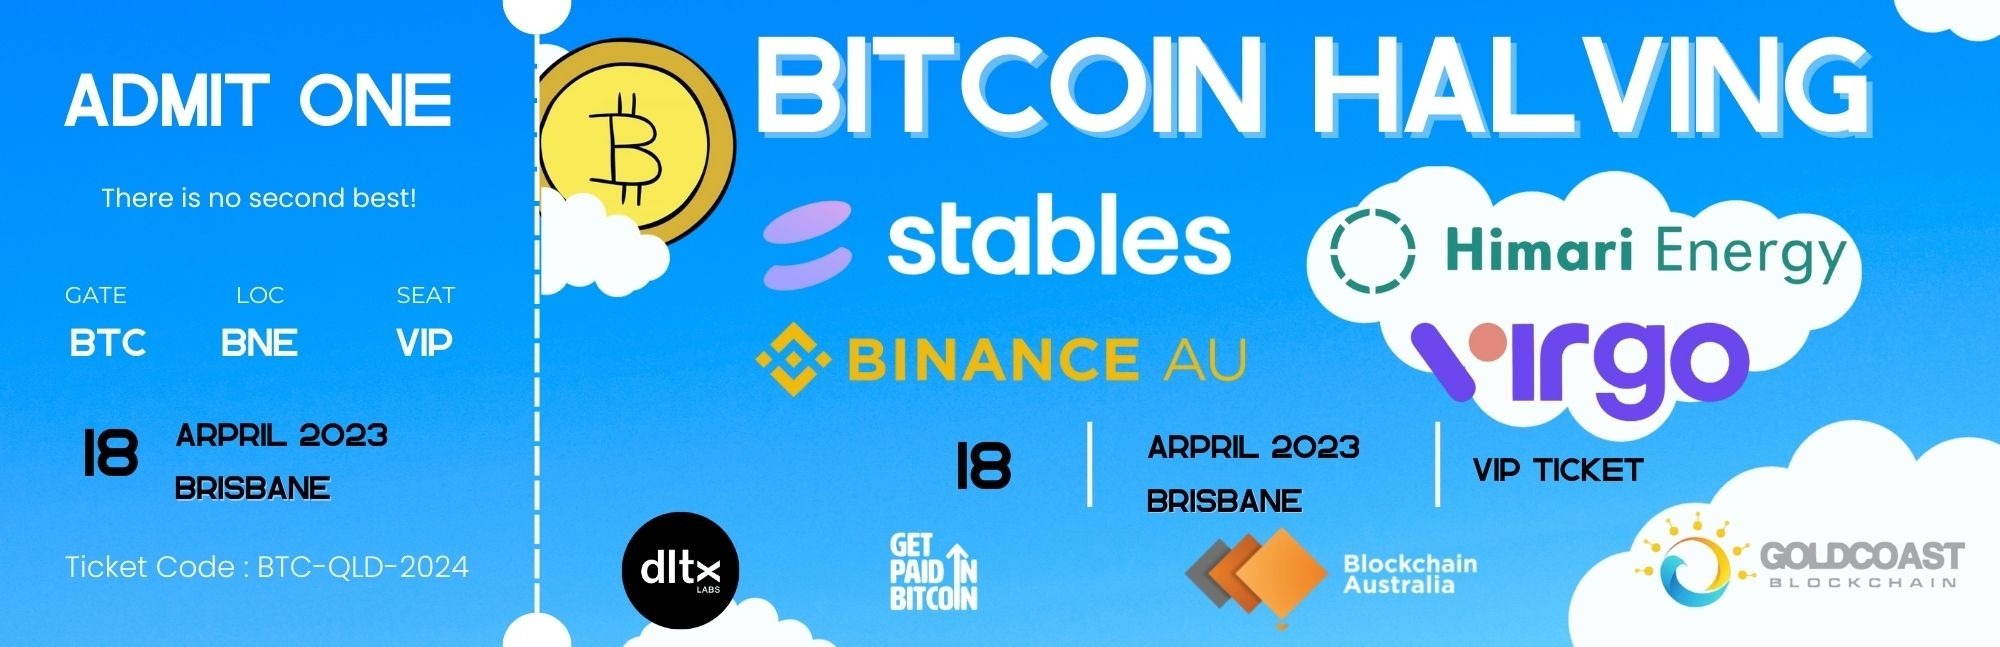 ADMIT ONE
There is no second best!
GATE LOC SEAT
BTC BNE VIP
18 ARPRIL 2023
BRISBANE
Ticket Code : BTC-QLD-2024
BITCOIN HALVING
stables
Himari Energy
BINANCE AU
virgo
18
ARPRIL 2023
BRISBANE
VIP TICKET
dltx
LABS
GET
PAID IN
BITCOIN
Blockchain
Australia
GOLDCOAST
BLOCKCHAIN